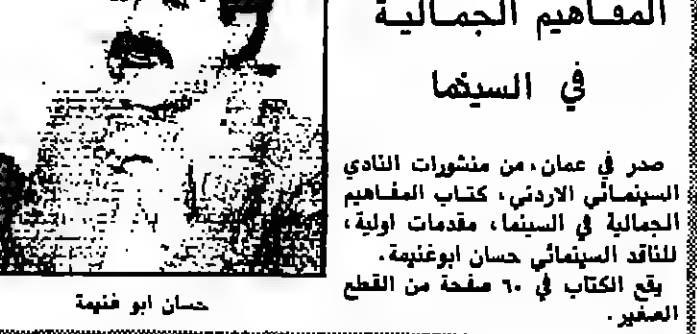 المفاهيم الجمالية
في السينما
صدر في عمان، من منشورات النادي
السينمائي الاردني، كتاب المفاهيم
الجمالية في السينما، مقدمات اولية،
للناقد السينمائي حسان ابوغنيمة.
يقع الكتاب في ٦٠ صفحة من القطع
الصغير.
حسان ابو غنيمة